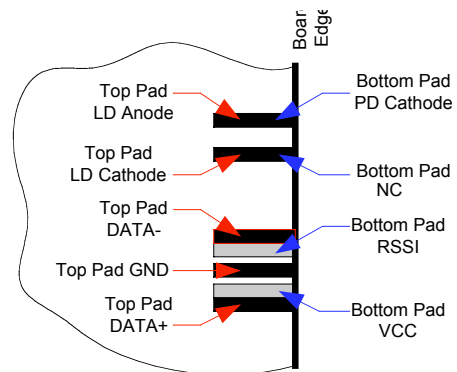 Boar
Edge
Top Pad
LD Anode
Bottom Pad
PD Cathode
Top Pad
LD Cathode
Bottom Pad
NC
Top Pad
DATA-
Bottom Pad
RSSI
Top Pad GND
Top Pad
DATA+
Bottom Pad
VCC